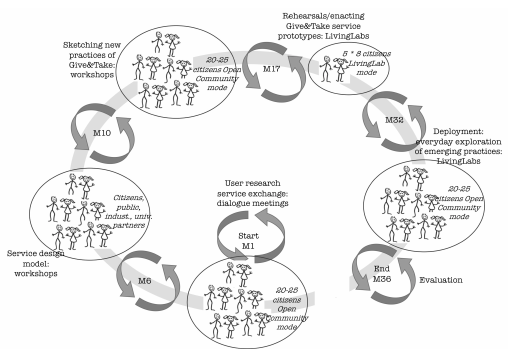 Rehearsals/enacting
Give&Take service
prototypes: LivingLabs
Sketching new
practices of
Give&Take:
workshops
20-25
citizens Open
Community
mode
M17
5 * 8 citizens
LivingLab
mode
M10
M32
Deployment:
everyday exploration
of emerging practices:
LivingLabs
20-25
citizens Open
Community
mode
User research
service exchange:
dialogue meetings
Citizens,
public,
indust., univ.
partners
Start
M1
Service design
model:
workshops
M6
20-25
citizens
Open
Community
mode
End
M36
Evaluation